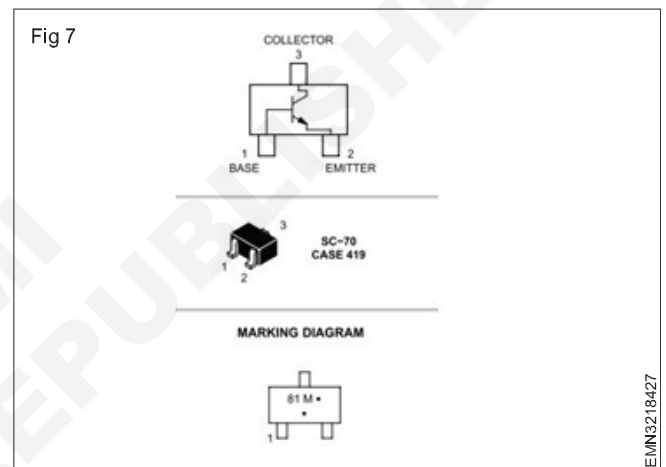 Fig 7
COLLECTOR
3
1
BASE
2
EMITTER
3
1
2
SC-70
CASE 419
MARKING DIAGRAM
81 M •
1
EMN3218427